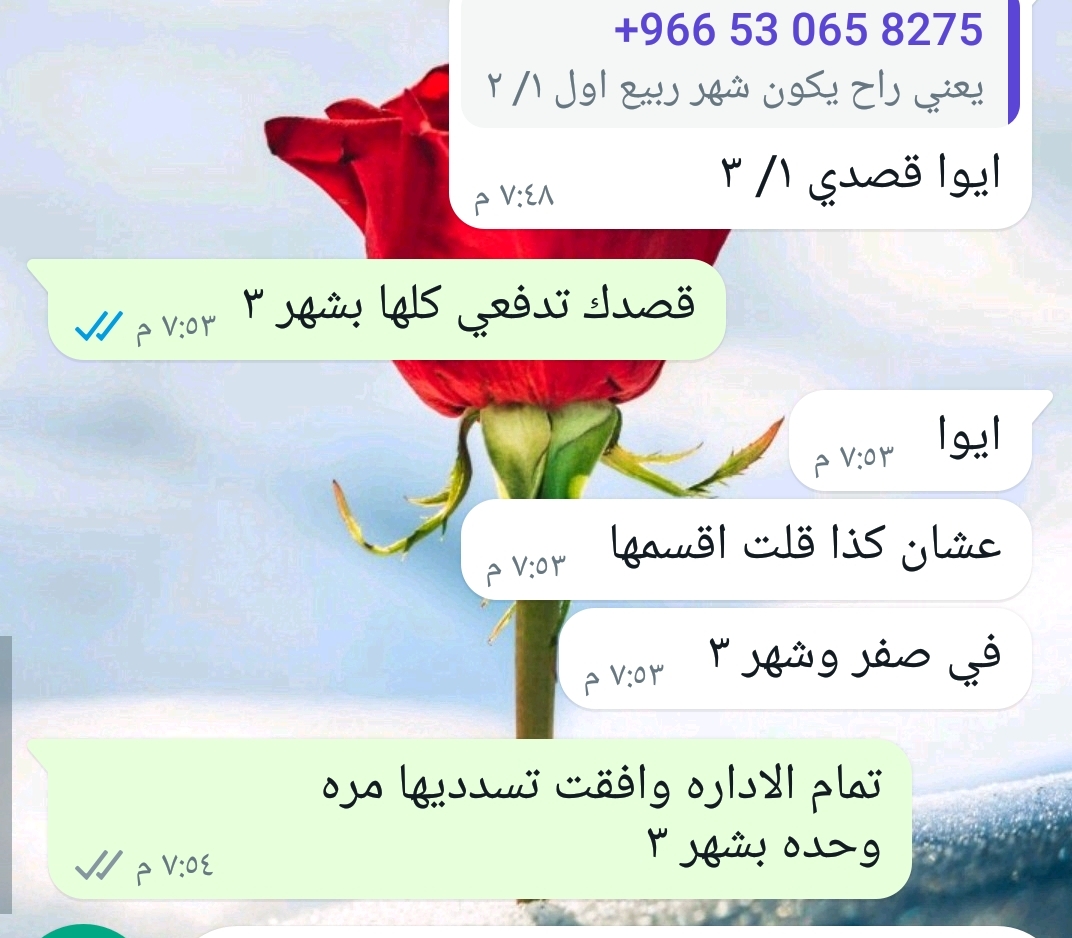 +966 53 065 8275
يعني راح يكون شهر ربيع اول ١/ ٢
ايوا قصدي ١/ ٣
٧:٤٨ م
قصدك تدفعي كلها بشهر ٣
٧:٥٣ م
ايوا
٧:٥٣ م
عشان كذا قلت اقسمها
٧:٥٣ م
في صفر وشهر ٣
٧:٥٣ م
تمام الاداره وافقت تسدديها مره
وحده بشهر ٣
٧:٥٤ م